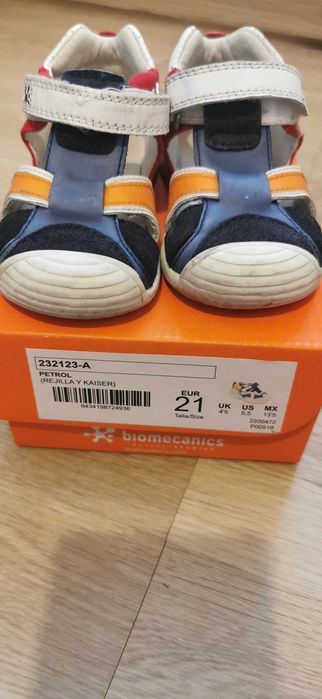 232123-A
PETROL
(REJILLA Y KAISER)
8434198724936
EUR
21
Talla/Size
UK
4'5
US
5,5
MX
13'5
2200472
P00519
biomecanics